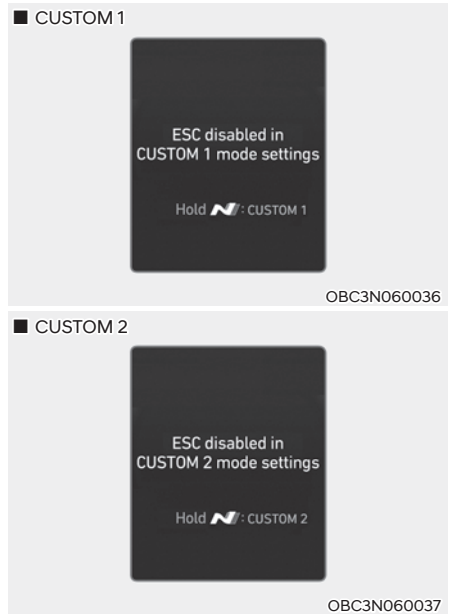 ■ CUSTOM 1
ESC disabled in
CUSTOM 1 mode settings
Hold N : CUSTOM 1
OBC3N060036
■ CUSTOM 2
ESC disabled in
CUSTOM 2 mode settings
Hold N : CUSTOM 2
OBC3N060037